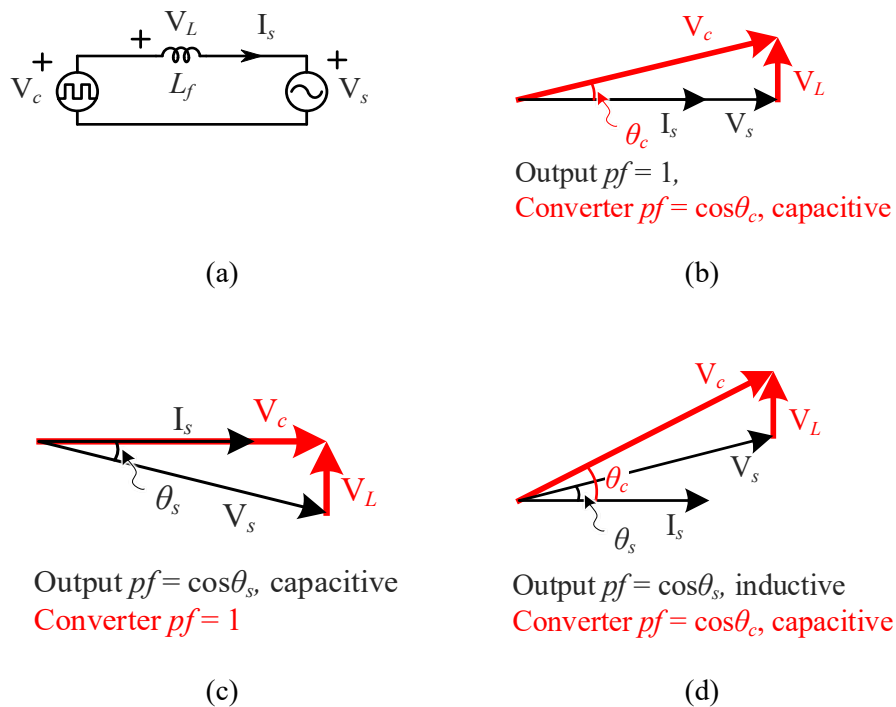 V_L
I_s
+
+
+
V_c
L_f
V_s
(a)
V_c
V_L
θ_c
I_s
V_s
Output pf = 1,
Converter pf = cosθ_c, capacitive
(b)
I_s
V_c
θ_s
V_s
V_L
Output pf = cosθ_s, capacitive
Converter pf = 1
(c)
V_c
V_L
V_s
θ_c
θ_s
I_s
Output pf = cosθ_s, inductive
Converter pf = cosθ_c, capacitive
(d)